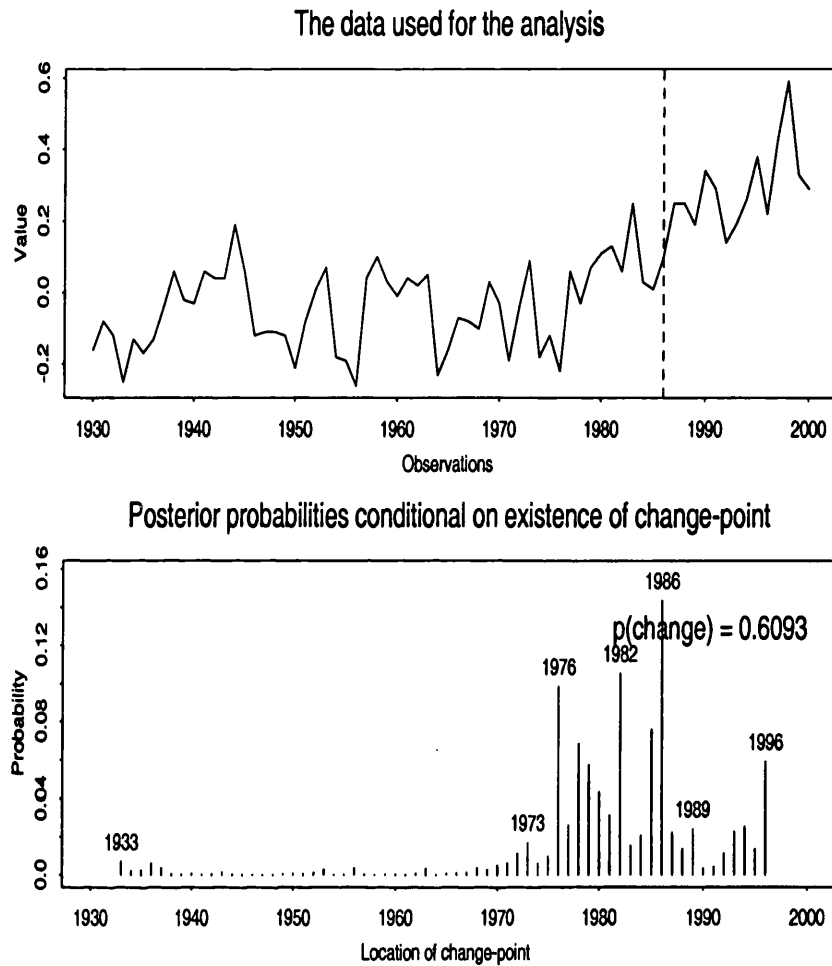 The data used for the analysis
0.6
0.4
0.2
0.0
-0.2
Value
1930 1940 1950 1960 1970 1980 1990 2000
Observations
Posterior probabilities conditional on existence of change-point
0.16
0.12
0.08
0.04
0.0
Probability
1986
p(change) = 0.6093
1982
1976
1996
1973
1989
1933
1930 1940 1950 1960 1970 1980 1990 2000
Location of change-point